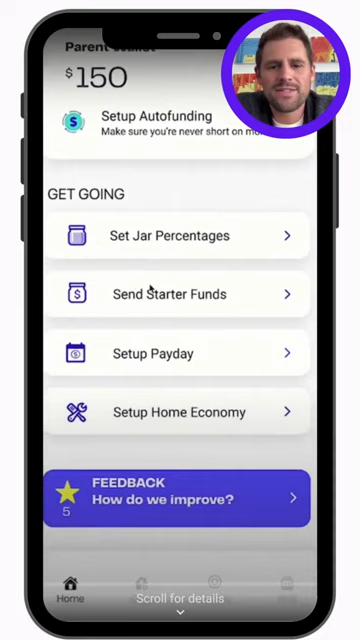 Parent Wallet
$150
Setup Autofunding
Make sure you're never short on
GET GOING
Set Jar Percentages
Send Starter Funds
Setup Payday
Setup Home Economy
FEEDBACK
How do we improve?
5
Home
Scroll for details